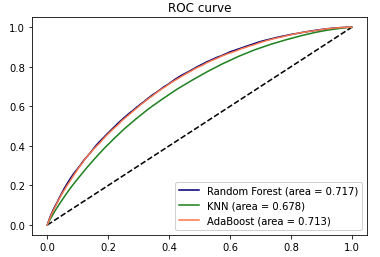 ROC curve
1.0
0.8
0.6
0.4
0.2
0.0
Random Forest (area = 0.717)
KNN (area = 0.678)
AdaBoost (area = 0.713)
0.0 0.2 0.4 0.6 0.8 1.0